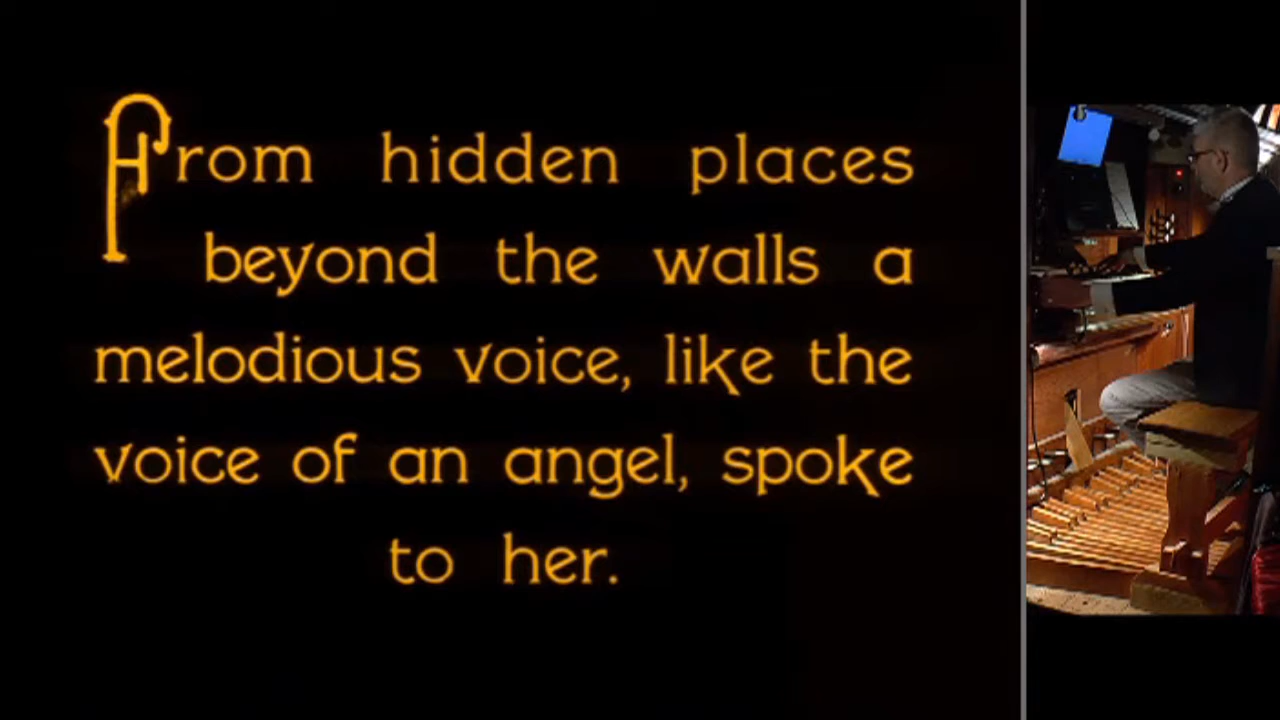 From hidden places
beyond the walls a
melodious voice, like the
voice of an angel, spoke
to her.